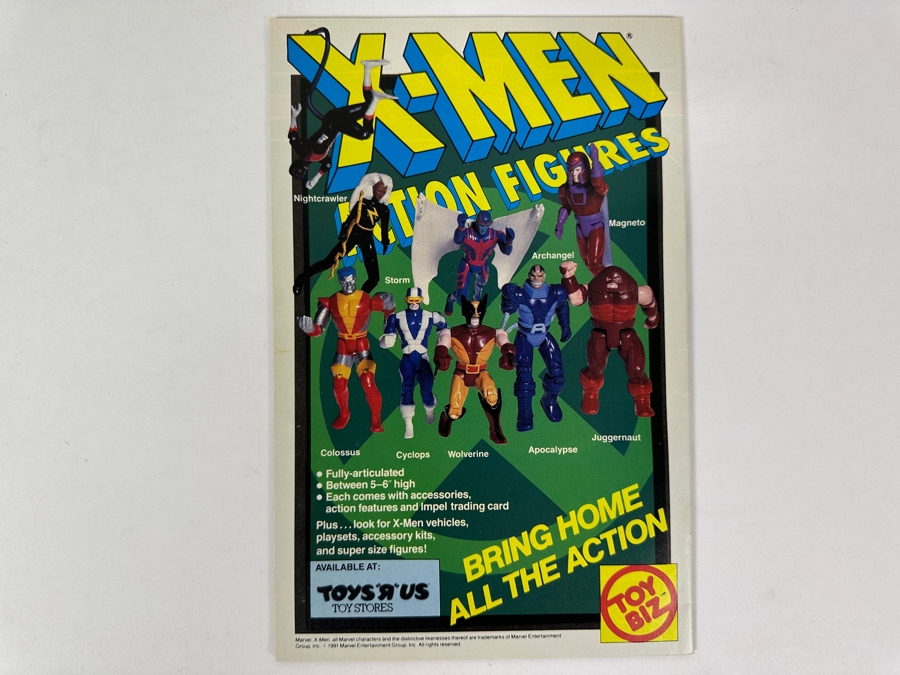 X-MEN®
ACTION FIGURES
Nightcrawler
Magneto
Archangel
Storm
Juggernaut
Colossus
Cyclops
Wolverine
Apocalypse
• Fully-articulated
• Between 5–6" high
• Each comes with accessories,
action features and Impel trading card
Plus...look for X-Men vehicles,
playsets, accessory kits,
and super size figures!
BRING HOME
ALL THE ACTION
AVAILABLE AT:
TOYS "R" US
TOY STORES
TOY
BIZ™
Marvel, X-Men, all Marvel characters and the distinctive likenesses thereof are trademarks of Marvel Entertainment
Group, Inc. © 1991 Marvel Entertainment Group, Inc. All rights reserved.